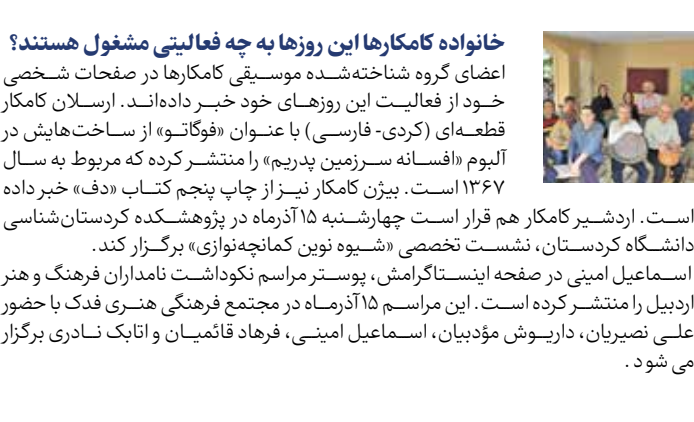 خانواده کامکارها این روزها به چه فعالیتی مشغول هستند؟
اعضای گروه شناخته‌شده موسیقی کامکارها در صفحات شخصی
خود از فعالیت این روزهای خود خبر داده‌اند. ارسلان کامکار
قطعه‌ای (کردی- فارسی) با عنوان «فوگاتو» از ساخت‌هایش در
آلبوم «افسانه سرزمین پدریم» را منتشر کرده که مربوط به سال
۱۳۶۷ است. بیژن کامکار نیز از چاپ پنجم کتاب «دف» خبر داده
است. اردشیر کامکار هم قرار است چهارشنبه ۱۵ آذرماه در پژوهشکده کردستان‌شناسی
دانشگاه کردستان، نشست تخصصی «شیوه نوین کمانچه‌نوازی» برگزار کند.
اسماعیل امینی در صفحه اینستاگرامش، پوستر مراسم نکوداشت نامداران فرهنگ و هنر
اردبیل را منتشر کرده است. این مراسم ۱۵ آذرماه در مجتمع فرهنگی هنری فدک با حضور
علی نصیریان، داریوش مؤدبیان، اسماعیل امینی، فرهاد قائمیان و اتابک نادری برگزار
می شود .